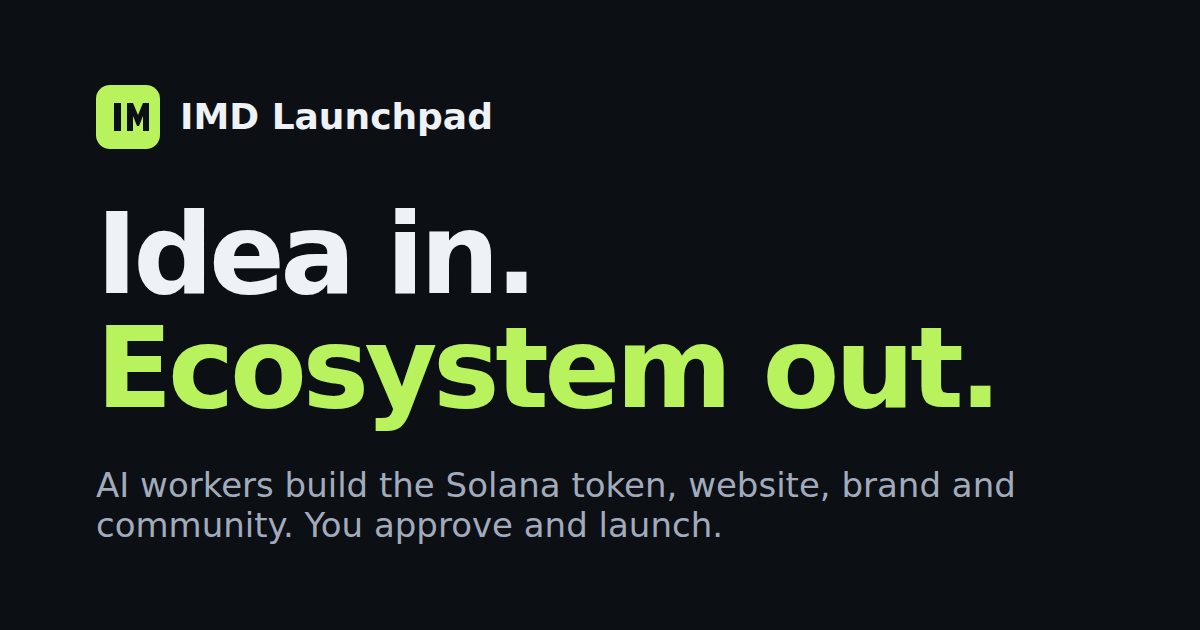 IM IMD Launchpad
Idea in.
Ecosystem out.
AI workers build the Solana token, website, brand and
community. You approve and launch.